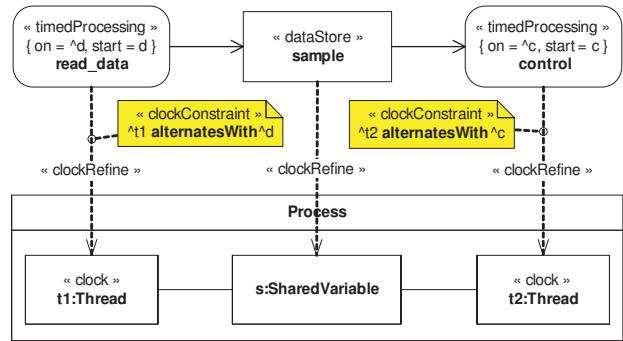 « timedProcessing »
{ on = ^d, start = d }
read_data
« dataStore »
sample
« timedProcessing »
{ on = ^c, start = c }
control
« clockConstraint »
^t1 alternatesWith ^d
« clockConstraint »
^t2 alternatesWith ^c
« clockRefine »
« clockRefine »
« clockRefine »
Process
« clock »
t1:Thread
s:SharedVariable
« clock »
t2:Thread